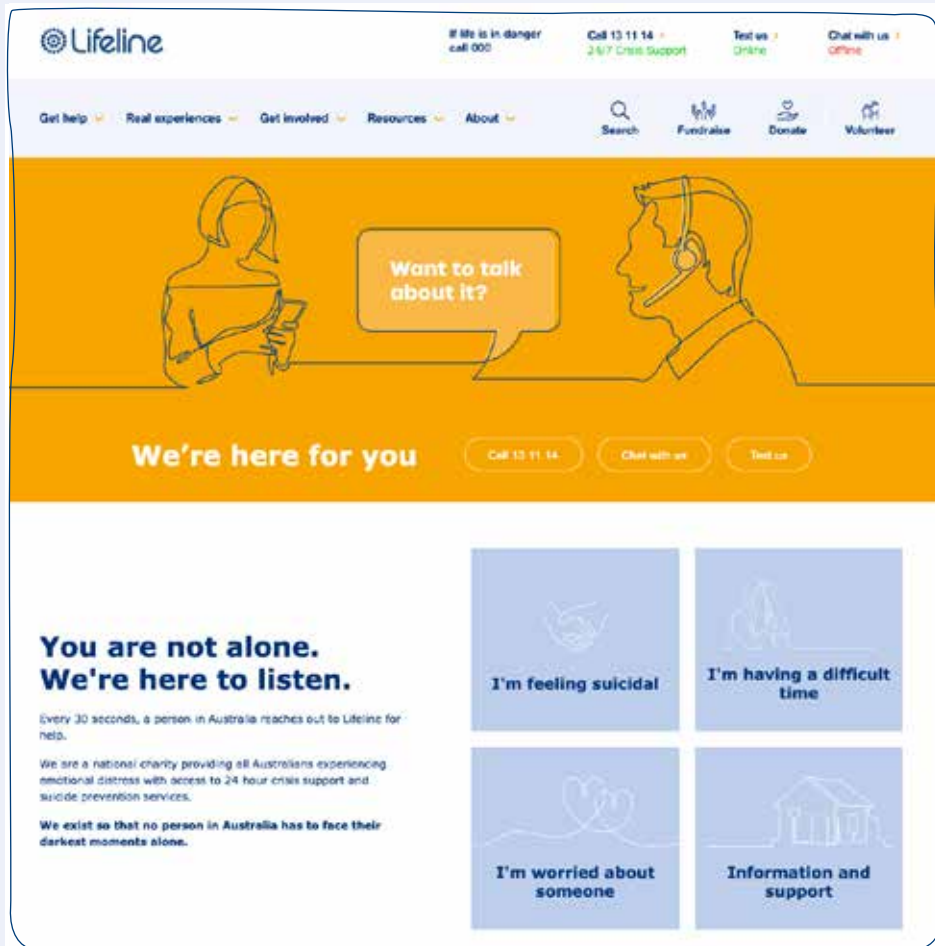 Lifeline
If life is in danger
call 000
Call 13 11 14
24/7 Crisis Support
Text us
Online
Chat with us
Offline
Get help
Real experiences
Get involved
Resources
About
Search
Fundraise
Donate
Volunteer
Want to talk
about it?
We're here for you
Call 13 11 14
Chat with us
Text us
You are not alone.
We're here to listen.
Every 30 seconds, a person in Australia reaches out to Lifeline for
help.
We are a national charity providing all Australians experiencing
emotional distress with access to 24 hour crisis support and
suicide prevention services.
We exist so that no person in Australia has to face their
darkest moments alone.
I'm feeling suicidal
I'm having a difficult
time
I'm worried about
someone
Information and
support